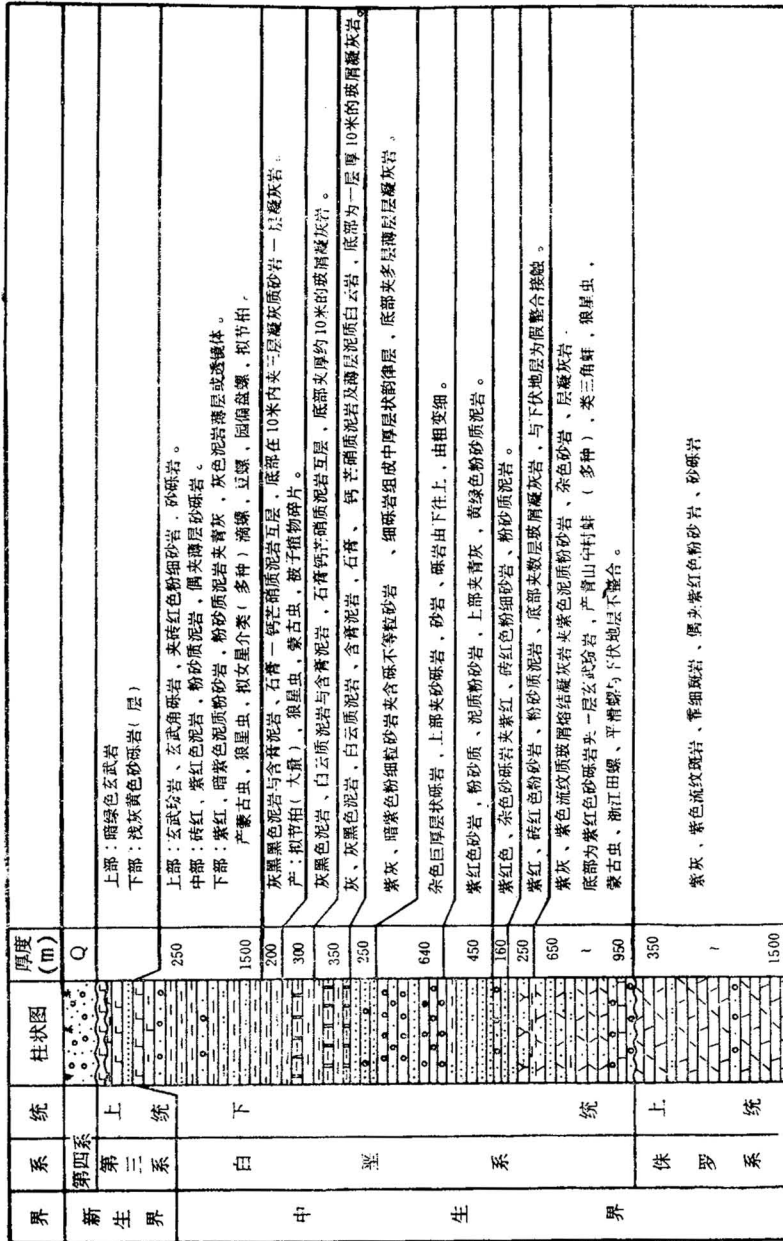 界 系 统 柱状图 厚度(m)
新生界 第四系 Q
第三系 上统
上部：暗绿色玄武岩
下部：浅灰黄色砂砾岩（层）
中生界 白垩系 下统
250
1500
上部：玄武玢岩、玄武角砾岩，夹砖红色粉细砂岩、砂砾岩。
中部：砖红、紫红色泥岩，粉砂质泥岩，偶夹薄层砂砾岩。
下部：紫红、暗紫色泥质粉砂岩，粉砂质泥岩夹青灰，灰色泥岩薄层或透镜体。
产蒙古虫，狼星虫，拟女星介类（多种）滴螺，豆螺，园偏盘螺，拟节柏。
200
灰黑黑色泥岩与含膏泥岩、石膏－钙芒硝质泥岩互层，底部在10米内夹三层凝灰质砂岩－层凝灰岩。
产：拟节柏（大量），狼星虫，蒙古虫，被子植物碎片。
300
灰黑色泥岩、白云质泥岩与含膏泥岩，石膏钙芒硝质泥岩互层，底部夹厚约10米的玻屑凝灰岩。
350
灰、灰黑色泥岩，白云质泥岩、含膏泥岩，石膏、钙芒硝质泥岩及薄层泥质白云岩，底部为一层厚10米的玻屑凝灰岩。
250
紫灰、暗紫色粉细粒砂岩夹含砾不等粒砂岩、细砾岩组成中厚层状韵律层，底部夹多层薄层层凝灰岩。
640
杂色巨厚层状砾岩，上部夹砂砾岩，砂岩、砾岩由下往上，由粗变细。
450
紫红色砂岩，粉砂质、泥质粉砂岩，上部夹青灰，黄绿色粉砂质泥岩。
160
紫红色、杂色砂砾岩夹紫红、砖红色粉细砂岩、粉砂质泥岩。
250
紫红、砖红色粉砂岩、粉砂质泥岩、底部夹数层玻屑凝灰岩，与下伏地层为假整合接触。
650
～
950
紫灰、紫色流纹质玻屑熔结凝灰岩夹紫色泥质粉砂岩、杂色砂岩、层凝灰岩．
底部为紫红色砂砾岩夹一层玄武玢岩，产背山中村蚌（多种），类三角蚌，狼星虫，
蒙古虫、浙江田螺、平滑螺与下伏地层不整合。
侏罗系 上统
350
～
1500
紫灰、紫色流纹斑岩、霏细斑岩、偶夹紫红色粉砂岩、砂砾岩